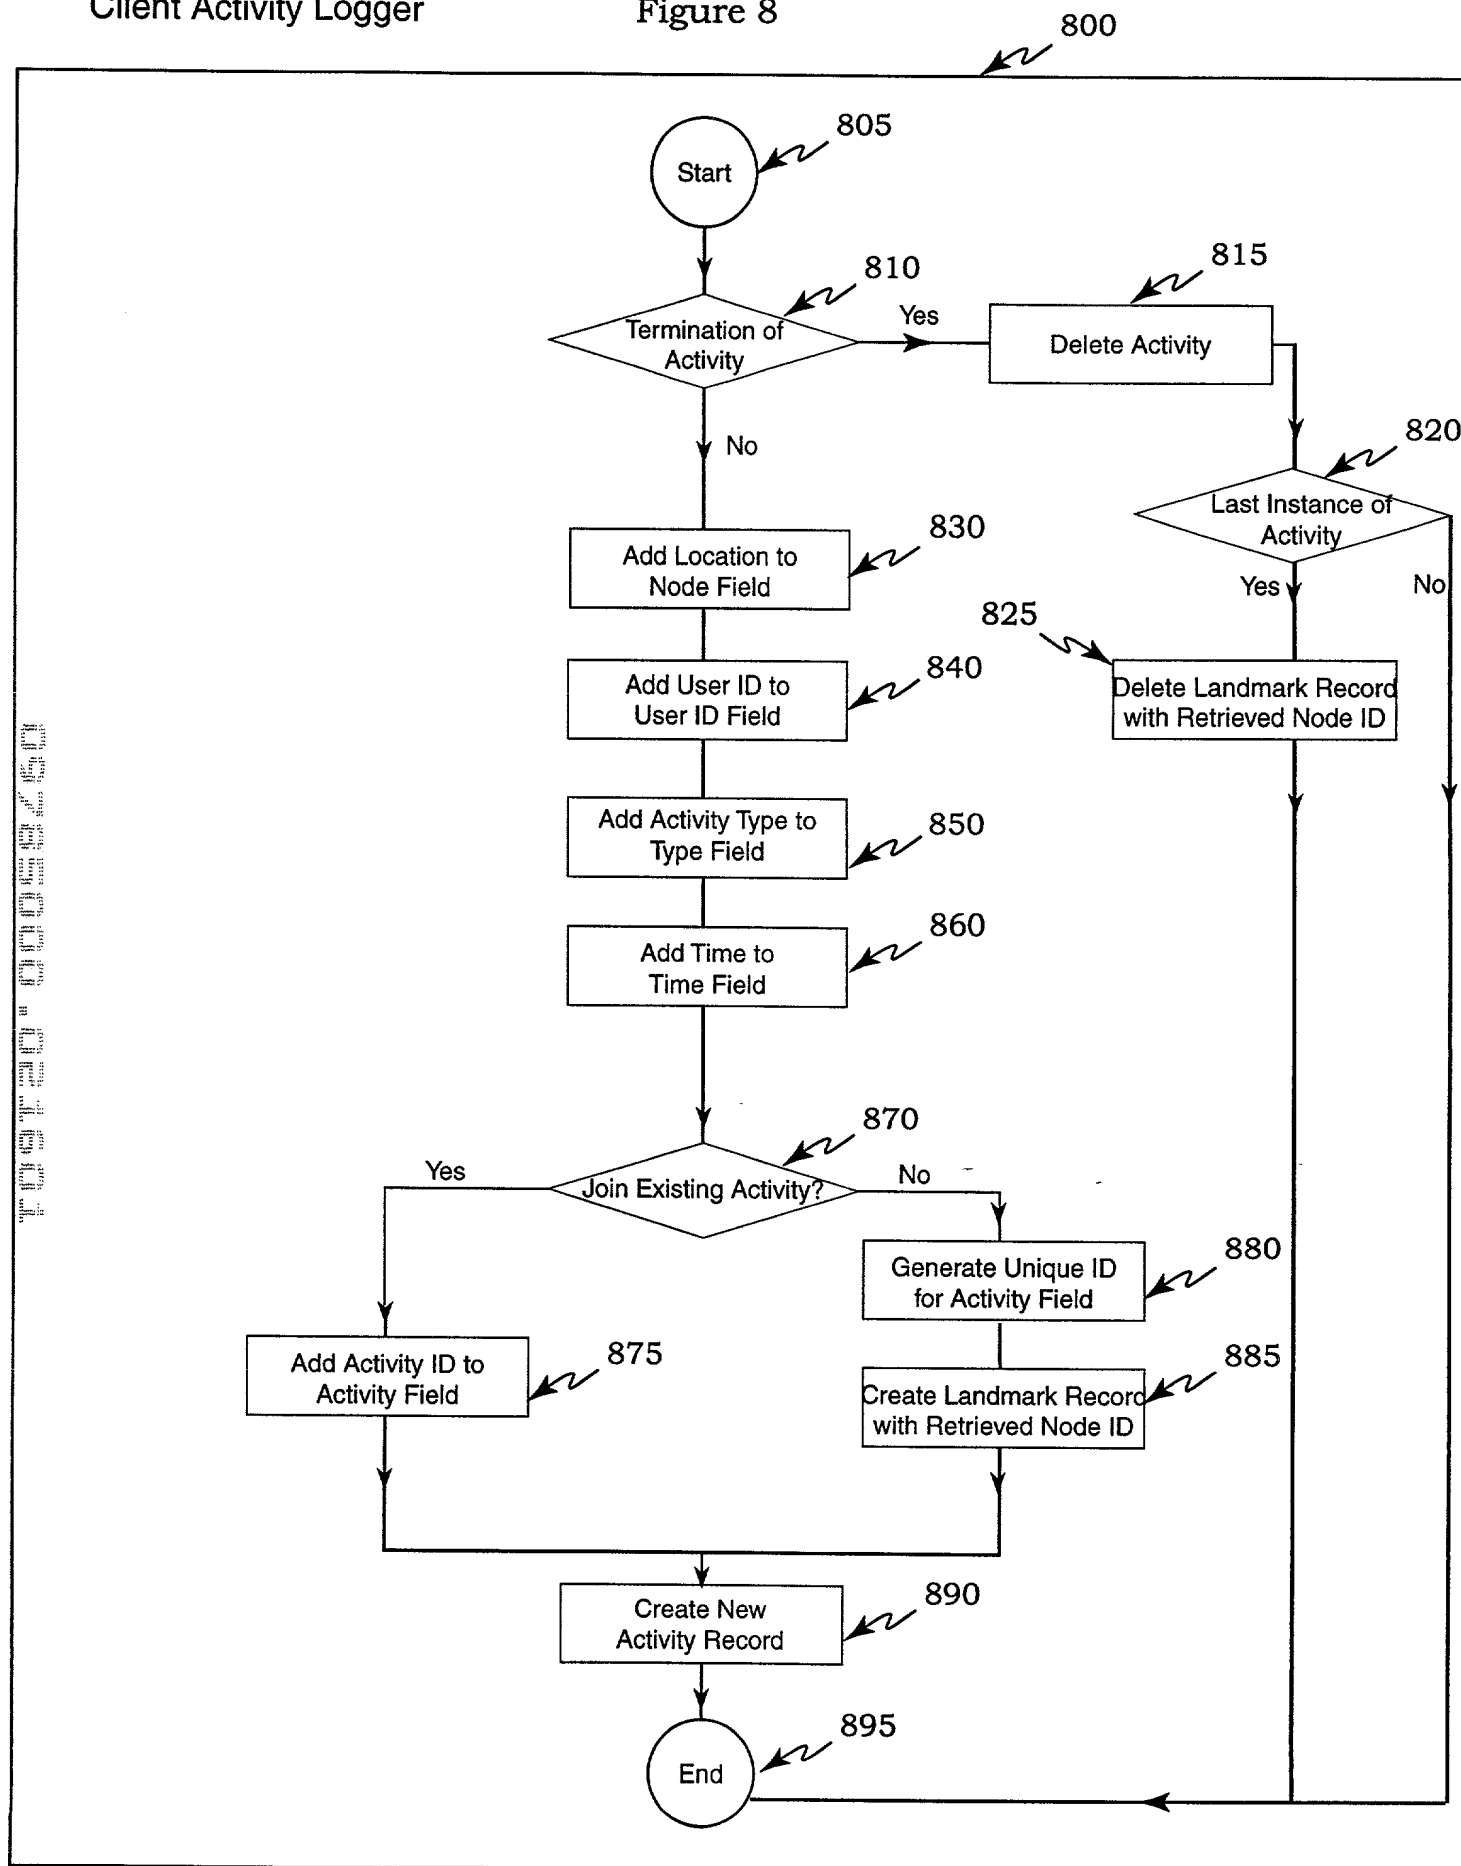 Client Activity Logger
Figure 8
800
805
Start
810
815
Termination of
Activity
Yes
Delete Activity
No
820
Last Instance of
Activity
Yes
No
830
Add Location to
Node Field
825
840
Add User ID to
User ID Field
Delete Landmark Record
with Retrieved Node ID
850
Add Activity Type to
Type Field
860
Add Time to
Time Field
870
Yes
Join Existing Activity?
No
880
Generate Unique ID
for Activity Field
875
Add Activity ID to
Activity Field
885
Create Landmark Record
with Retrieved Node ID
890
Create New
Activity Record
895
End